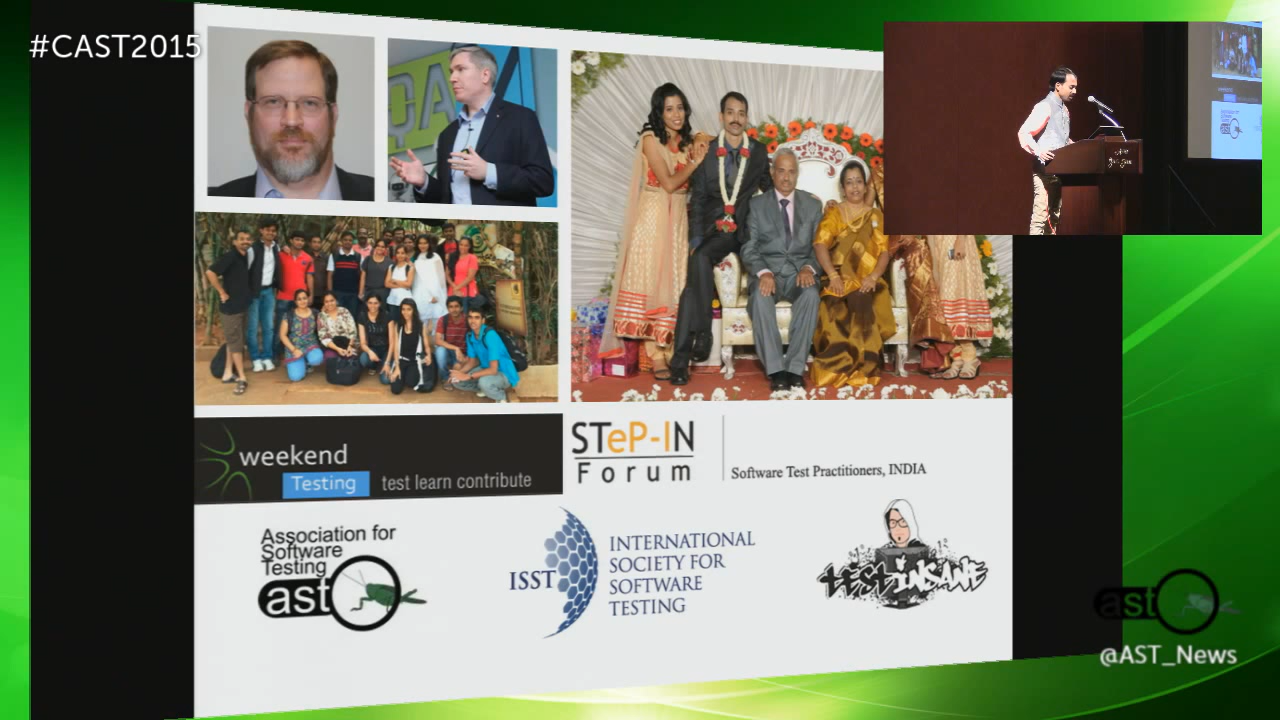 #CAST2015
QA
weekend
Testing
test learn contribute
STeP-IN
Forum
Software Test Practitioners, INDIA
Association for
Software
Testing
ast
ISST
INTERNATIONAL
SOCIETY FOR
SOFTWARE
TESTING
TEST INSANE
ast
@AST_News